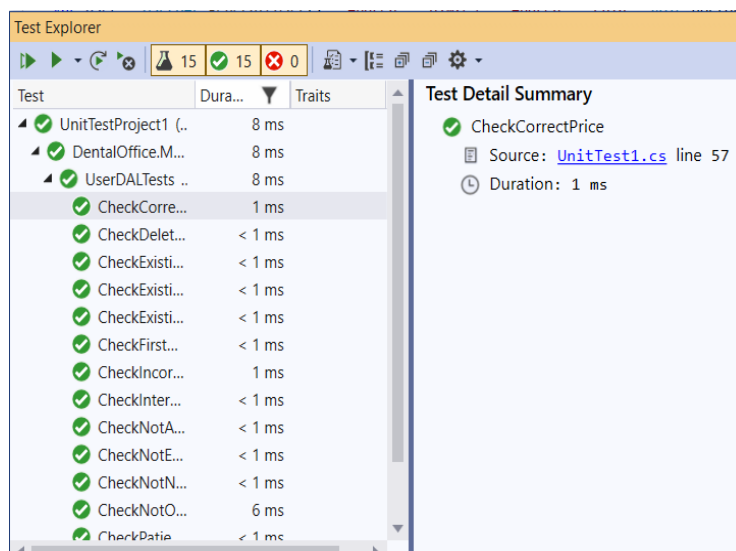 Test Explorer
15 15 0
Test Dura... Traits
UnitTestProject1 (.. 8 ms
DentalOffice.M... 8 ms
UserDALTests .. 8 ms
CheckCorre... 1 ms
CheckDelet... < 1 ms
CheckExisti... < 1 ms
CheckExisti... < 1 ms
CheckExisti... < 1 ms
CheckFirst... < 1 ms
CheckIncor... 1 ms
CheckInter... < 1 ms
CheckNotA... < 1 ms
CheckNotE... < 1 ms
CheckNotN... < 1 ms
CheckNotO... 6 ms
CheckPatie... < 1 ms
Test Detail Summary
CheckCorrectPrice
Source: UnitTest1.cs line 57
Duration: 1 ms